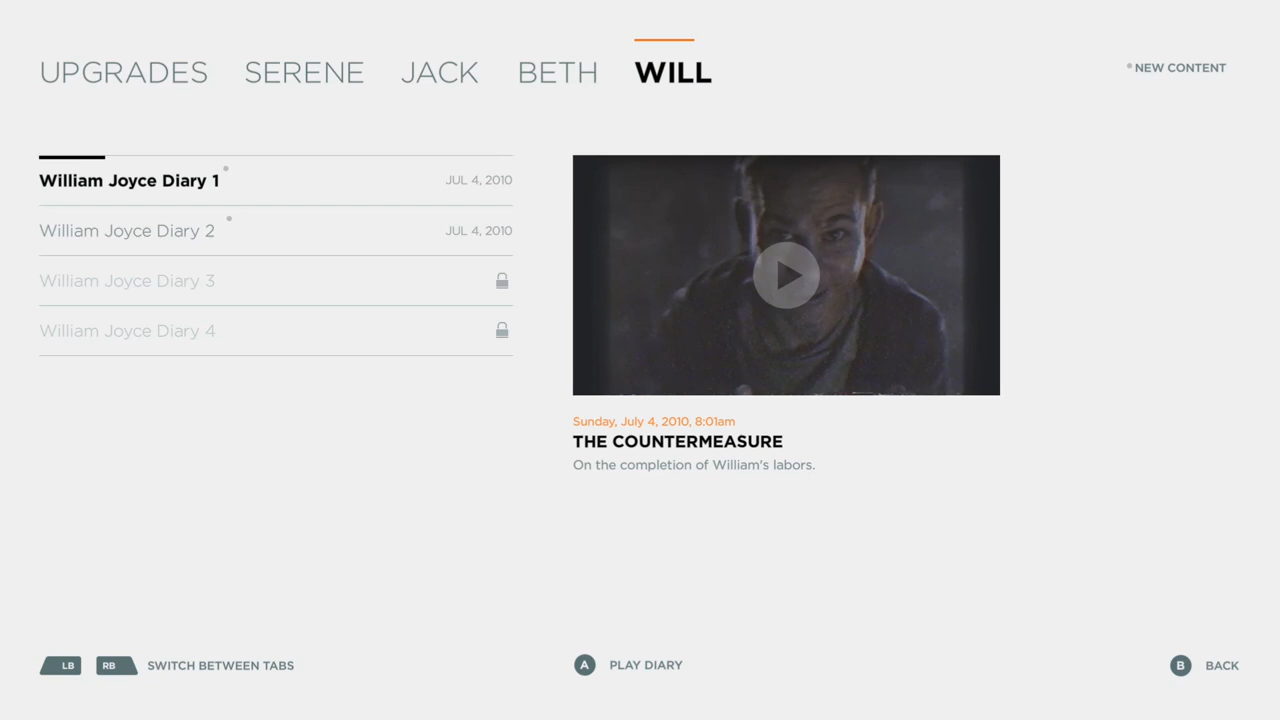 UPGRADES SERENE JACK BETH WILL
NEW CONTENT
William Joyce Diary 1 JUL 4, 2010
William Joyce Diary 2 JUL 4, 2010
William Joyce Diary 3
William Joyce Diary 4
Sunday, July 4, 2010, 8:01am
THE COUNTERMEASURE
On the completion of William's labors.
LB RB SWITCH BETWEEN TABS
A PLAY DIARY
B BACK